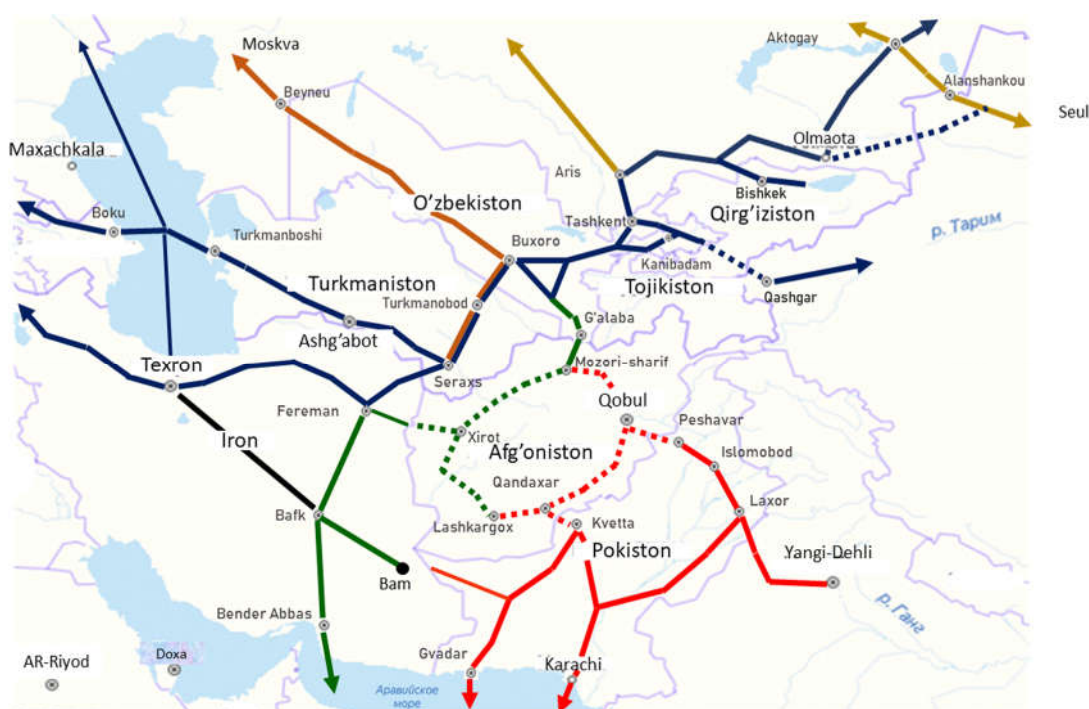 Moskva
Aktogay
Beyneu
Alanshankou
Seul
Maxachkala
Olmaota
Aris
Bishkek
O'zbekiston
Qirg'iziston
Boku
Tashkent
р. Тарим
Turkmanboshi
Buxoro
Kanibadam
Turkmaniston
Tojikiston
Qashgar
Turkmanobod
G'alaba
Ashg'abot
Texron
Seraxs
Mozori-sharif
Fereman
Qobul
Peshavar
Iron
Xirot
Afg'oniston
Islomobod
Qandaxar
Laxor
Bafk
Lashkargox
Kvetta
Pokiston
Yangi-Dehli
Bam
Bender Abbas
р. Ганг
AR-Riyod
Doxa
Gvadar
Karachi
Аравийское
море